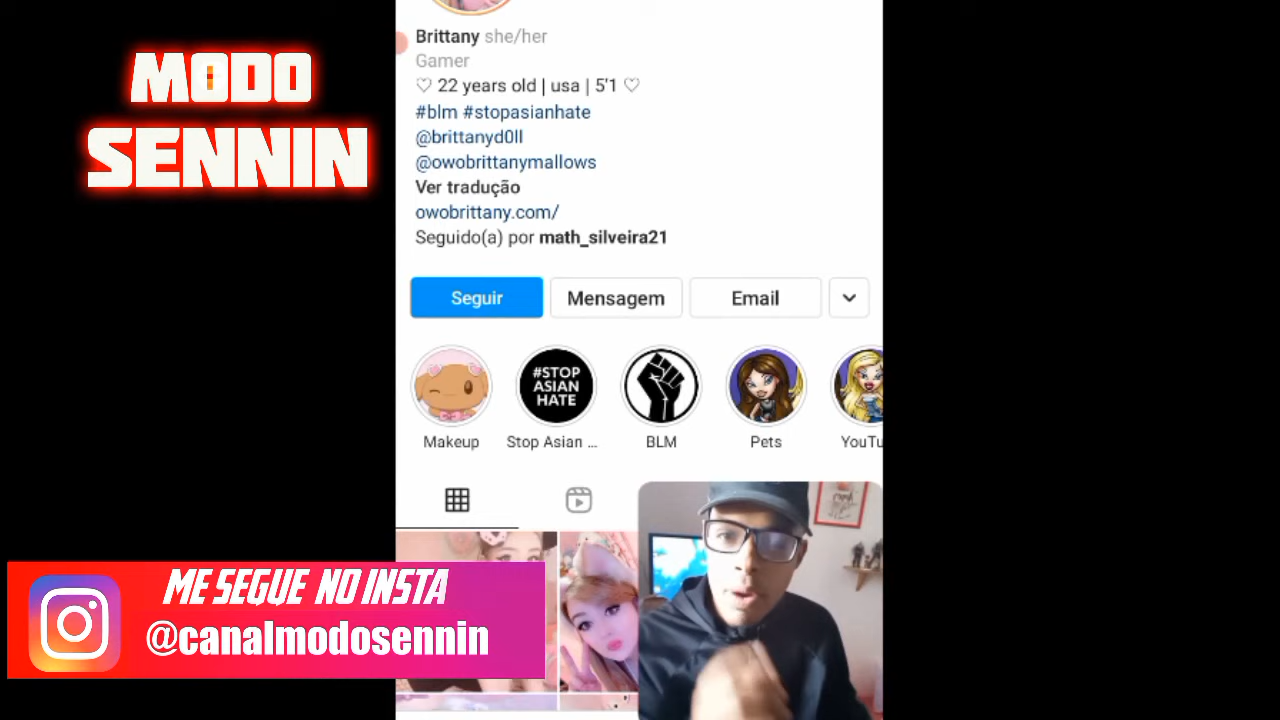 MODO
SENNIN
Brittany she/her
Gamer
♡ 22 years old | usa | 5'1 ♡
#blm #stopasianhate
@brittanyd0ll
@owobrittanymallows
Ver tradução
owobrittany.com/
Seguido(a) por math_silveira21
Seguir Mensagem Email
#STOP
ASIAN
HATE
Makeup Stop Asian ... BLM Pets YouTu
ME SEGUE NO INSTA
@canalmodosennin